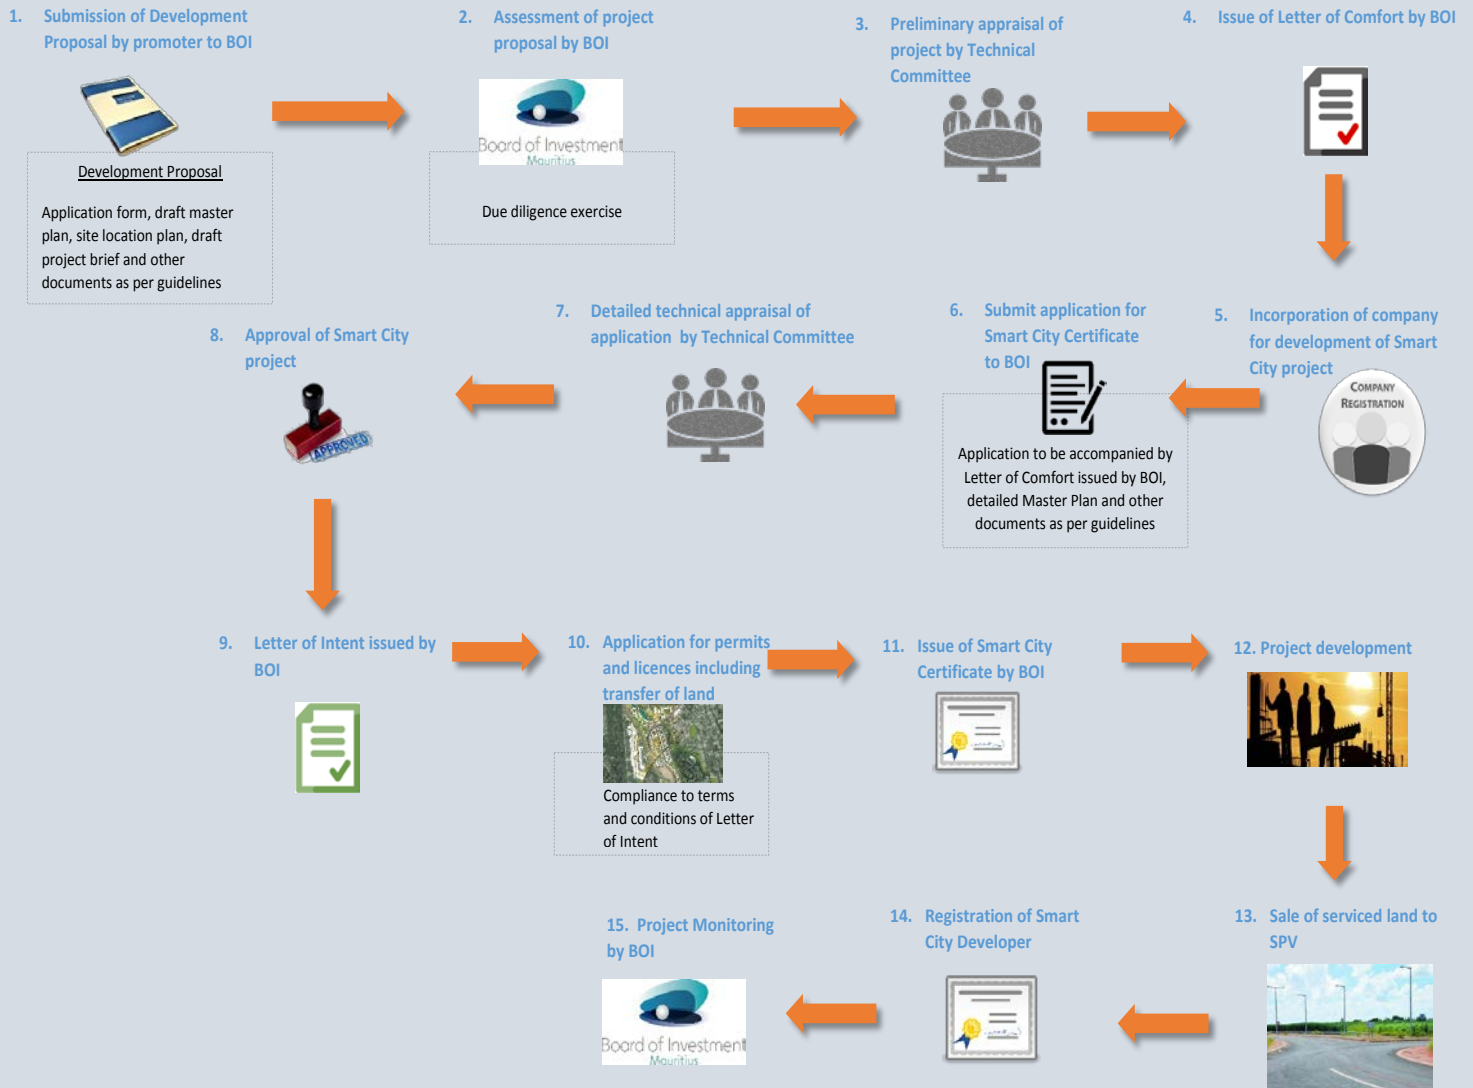 1. Submission of Development
Proposal by promoter to BOI
Development Proposal
Application form, draft master
plan, site location plan, draft
project brief and other
documents as per guidelines
2. Assessment of project
proposal by BOI
Board of Investment
Mauritius
Due diligence exercise
3. Preliminary appraisal of
project by Technical
Committee
4. Issue of Letter of Comfort by BOI
5. Incorporation of company
for development of Smart
City project
COMPANY
REGISTRATION
6. Submit application for
Smart City Certificate
to BOI
Application to be accompanied by
Letter of Comfort issued by BOI,
detailed Master Plan and other
documents as per guidelines
7. Detailed technical appraisal of
application by Technical Committee
8. Approval of Smart City
project
APPROVED
9. Letter of Intent issued by
BOI
10. Application for permits
and licences including
transfer of land
Compliance to terms
and conditions of Letter
of Intent
11. Issue of Smart City
Certificate by BOI
12. Project development
13. Sale of serviced land to
SPV
14. Registration of Smart
City Developer
15. Project Monitoring
by BOI
Board of Investment
Mauritius